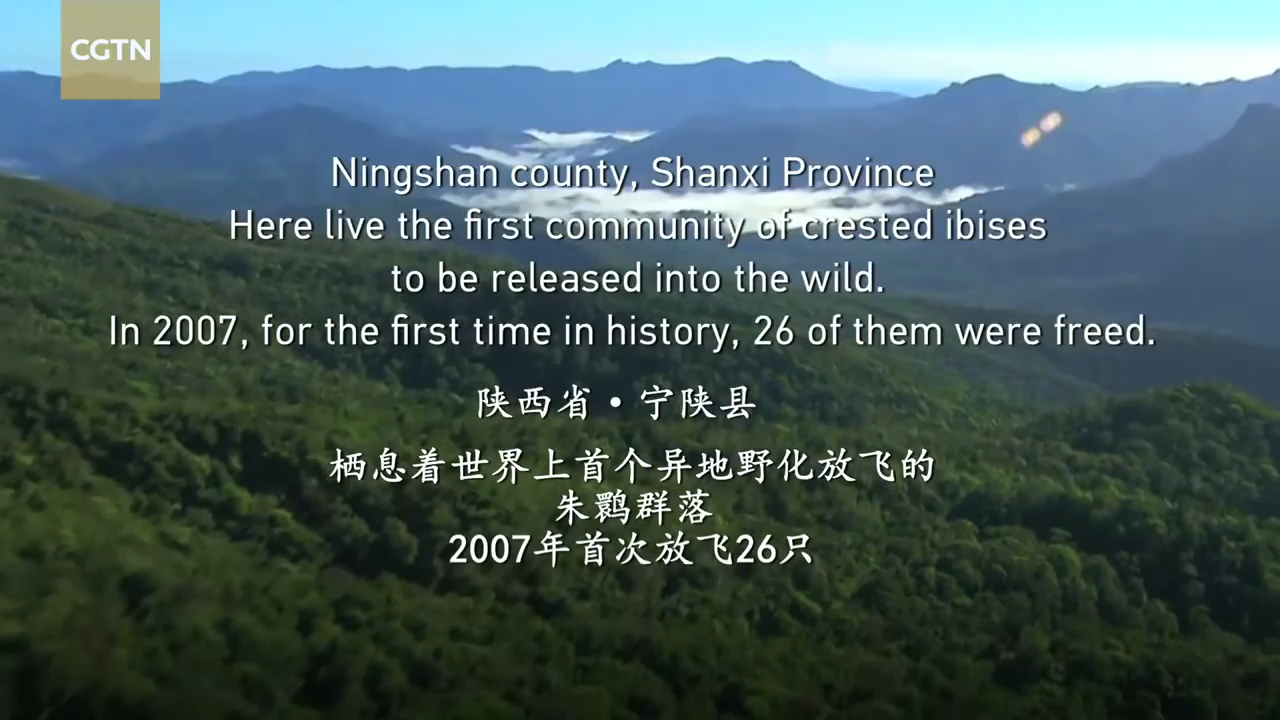 CGTN
Ningshan county, Shanxi Province
Here live the first community of crested ibises
to be released into the wild.
In 2007, for the first time in history, 26 of them were freed.
陕西省·宁陕县
栖息着世界上首个异地野化放飞的
朱鹮群落
2007年首次放飞26只